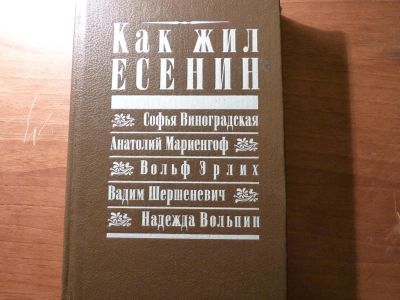 Как жил
ЕСЕНИН
Софья Виноградская
Анатолий Мариенгоф
Вольф Эрлих
Вадим Шершеневич
Надежда Вольпин